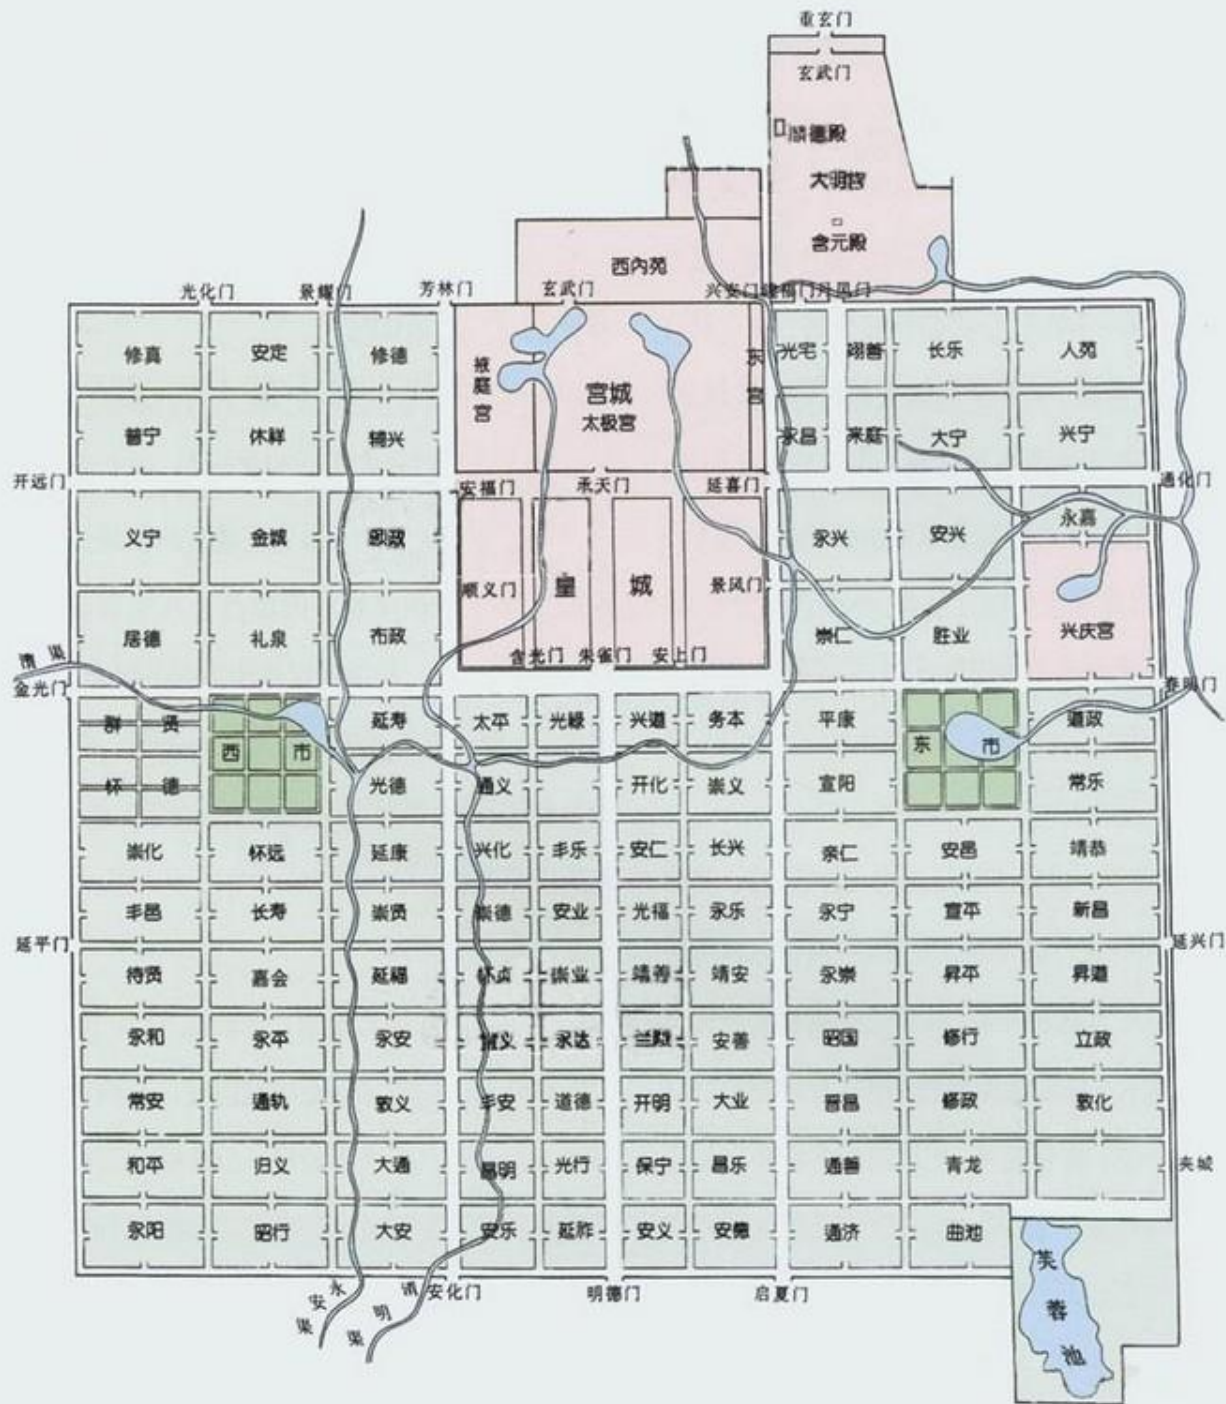 重玄门
玄武门
麟德殿
大明宫
含元殿
西内苑
光化门 景耀门 芳林门 玄武门 兴安门 建福门 丹凤门
修真 安定 修德 掖庭宫 宫城 东宫 光宅 翊善 长乐 入苑
太极宫
普宁 休祥 辅兴 永昌 来庭 大宁 兴宁
开远门 安福门 承天门 延喜门 通化门
义宁 金城 永兴 安兴 永嘉
顺义门 皇城 景风门
居德 礼泉 布政 崇仁 胜业 兴庆宫
含光门 朱雀门 安上门
清渠
金光门 春明门
群贤 延寿 太平 光禄 兴道 务本 平康 道政
西市 东市
怀德 光德 通义 开化 崇义 宣阳 常乐
崇化 怀远 延康 兴化 丰乐 安仁 长兴 亲仁 安邑 靖恭
丰邑 长寿 崇贤 崇德 安业 光福 永乐 永宁 宣平 新昌
延平门 延兴门
待贤 嘉会 延福 怀贞 崇业 靖善 靖安 永崇 昇平 昇道
永和 永平 永安 永达 兰陵 安善 昭国 修行 立政
常安 通轨 敦义 丰安 道德 开明 大业 晋昌 修政 敦化
和平 归义 大通 昌明 光行 保宁 昌乐 通善 青龙 夹城
永阳 昭行 大安 安乐 延祚 安义 安德 通济 曲池
芙蓉池
永安渠 清明渠 安化门 明德门 启夏门